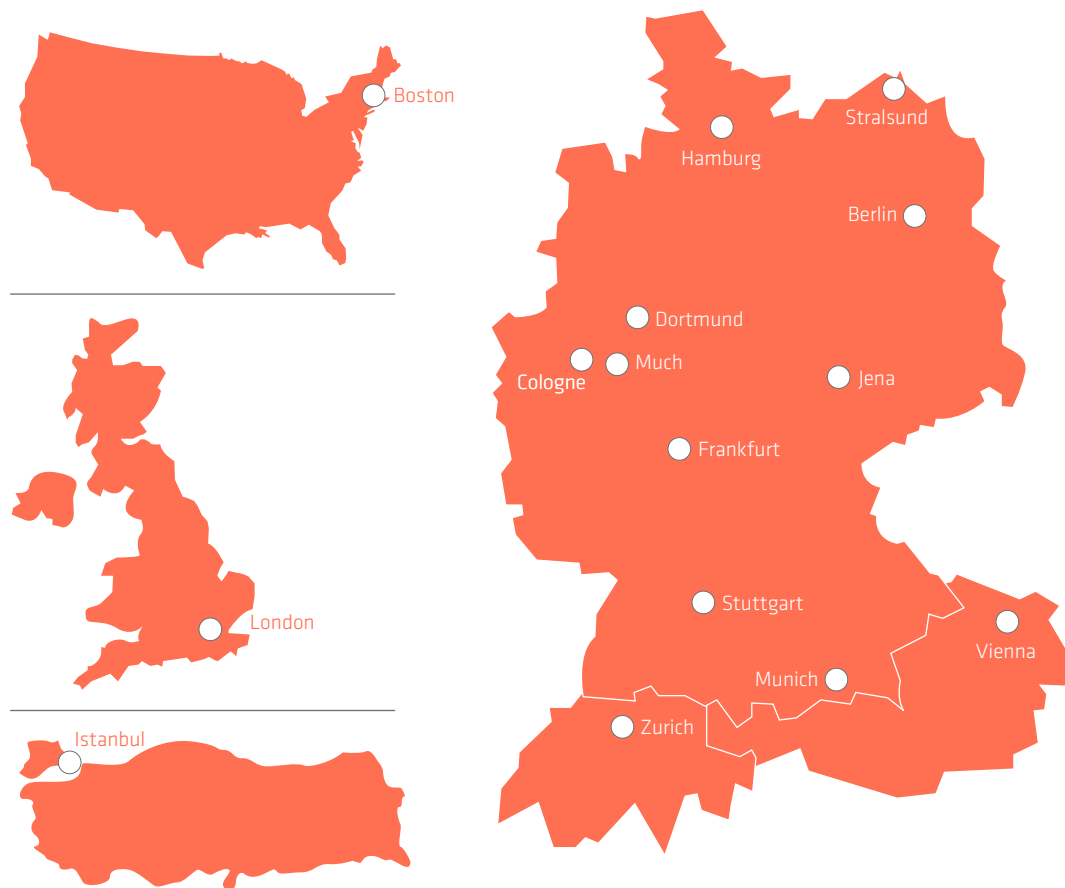 Boston
London
Istanbul
Stralsund
Hamburg
Berlin
Dortmund
Much
Cologne
Jena
Frankfurt
Stuttgart
Vienna
Munich
Zurich